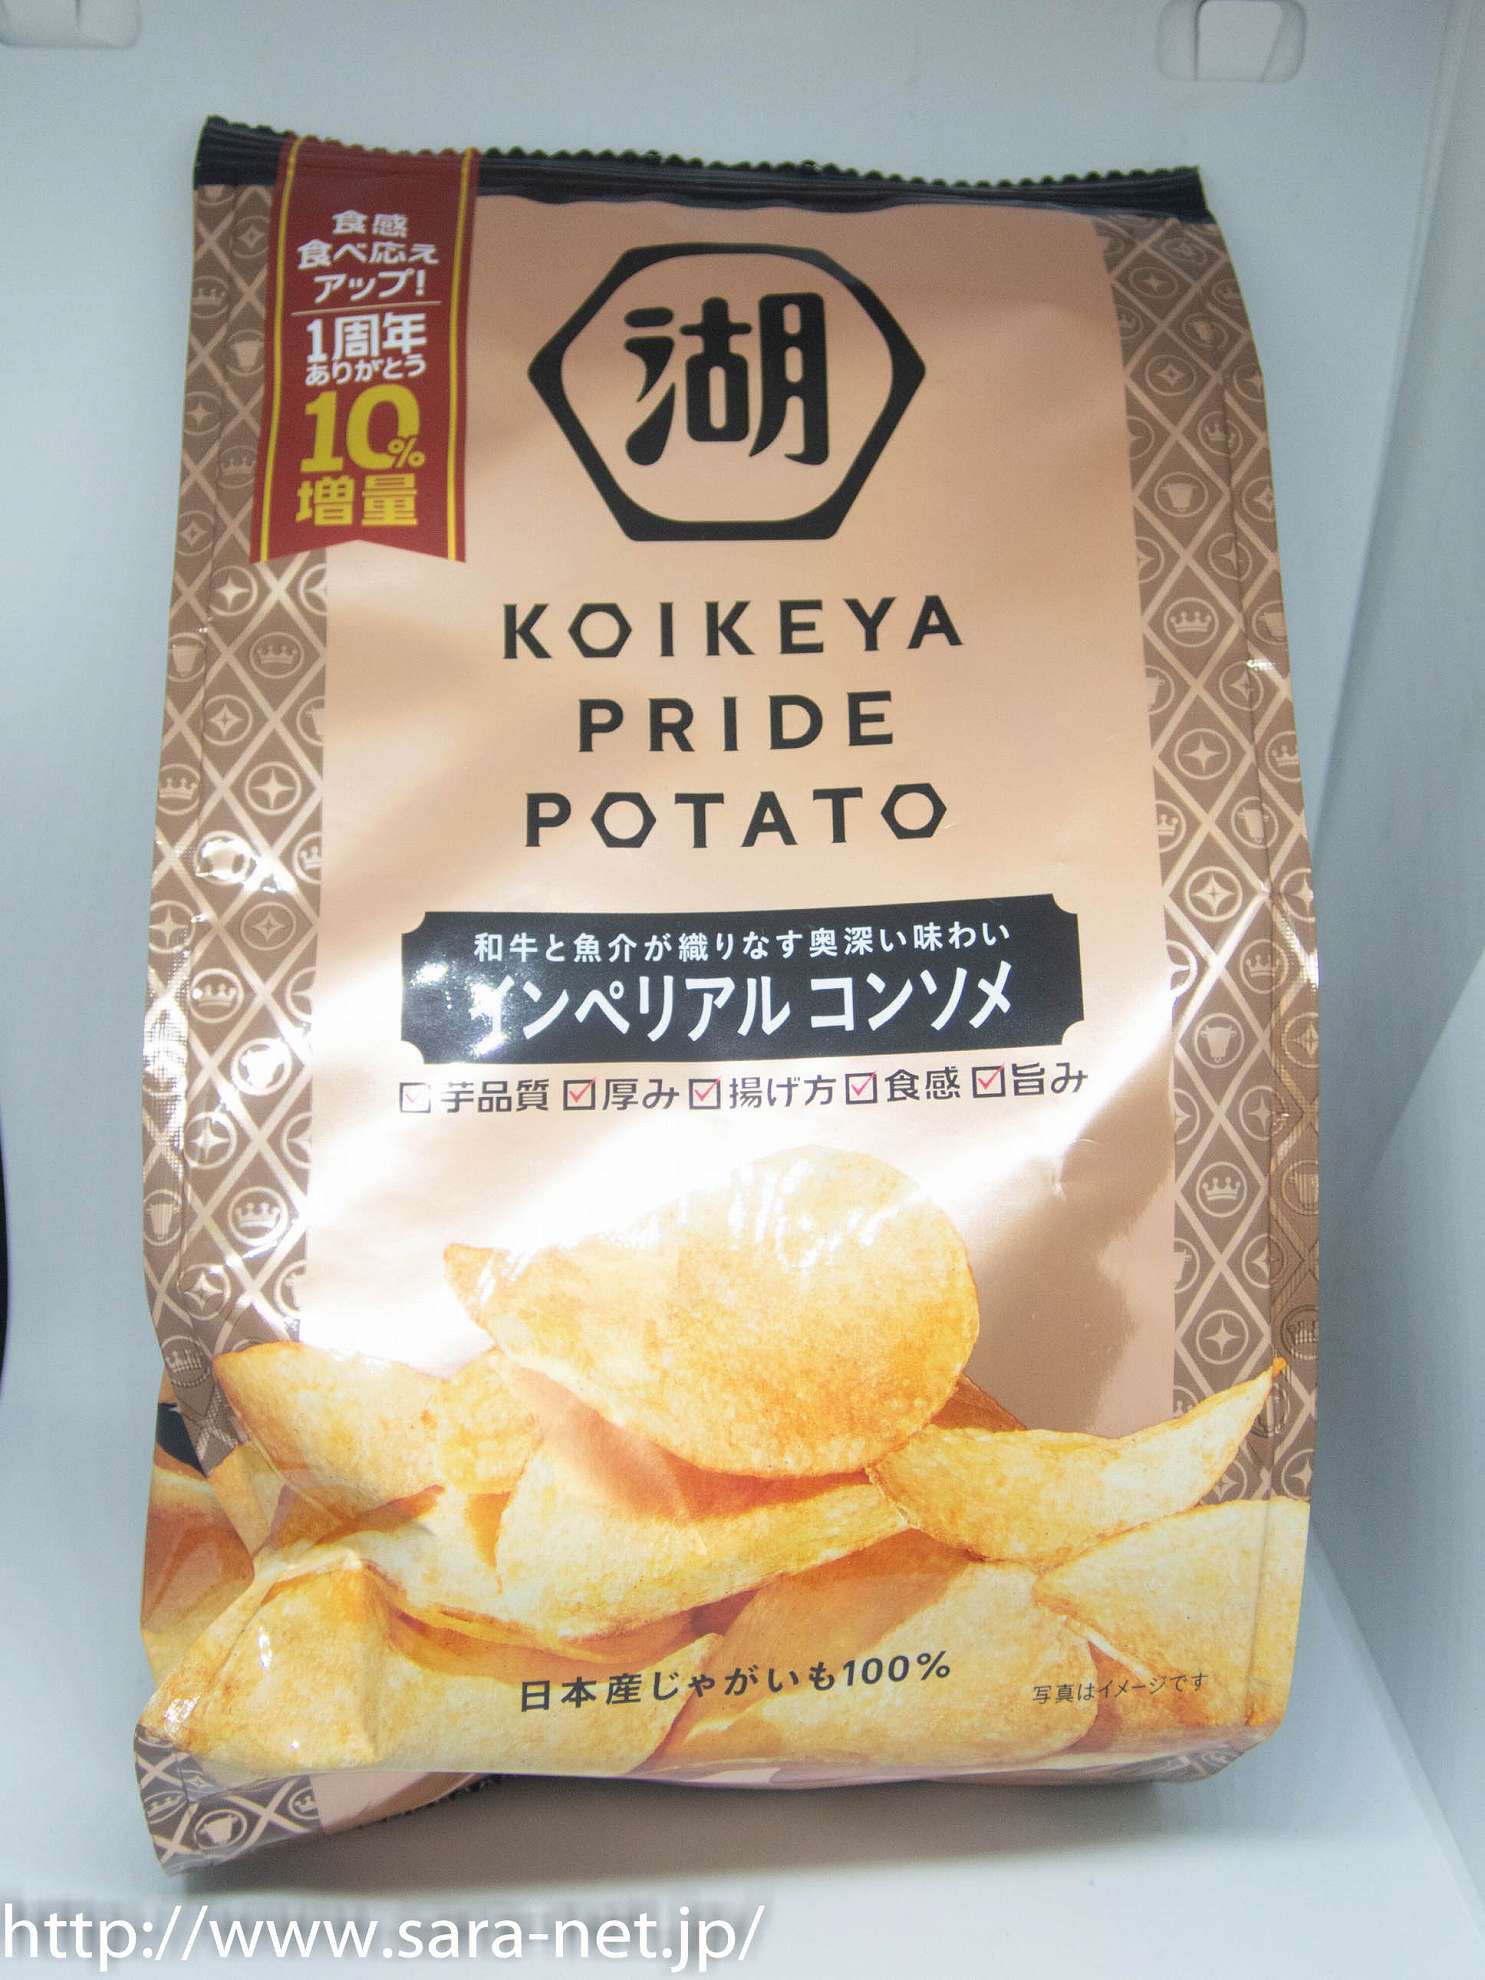 食感
食べ応え
アップ!
1周年
ありがとう
10%
増量
湖
KOIKEYA
PRIDE
POTATO
和牛と魚介が織りなす奥深い味わい
インペリアル コンソメ
芋品質 厚み 揚げ方 食感 旨み
日本産じゃがいも100%
写真はイメージです
http://www.sara-net.jp/